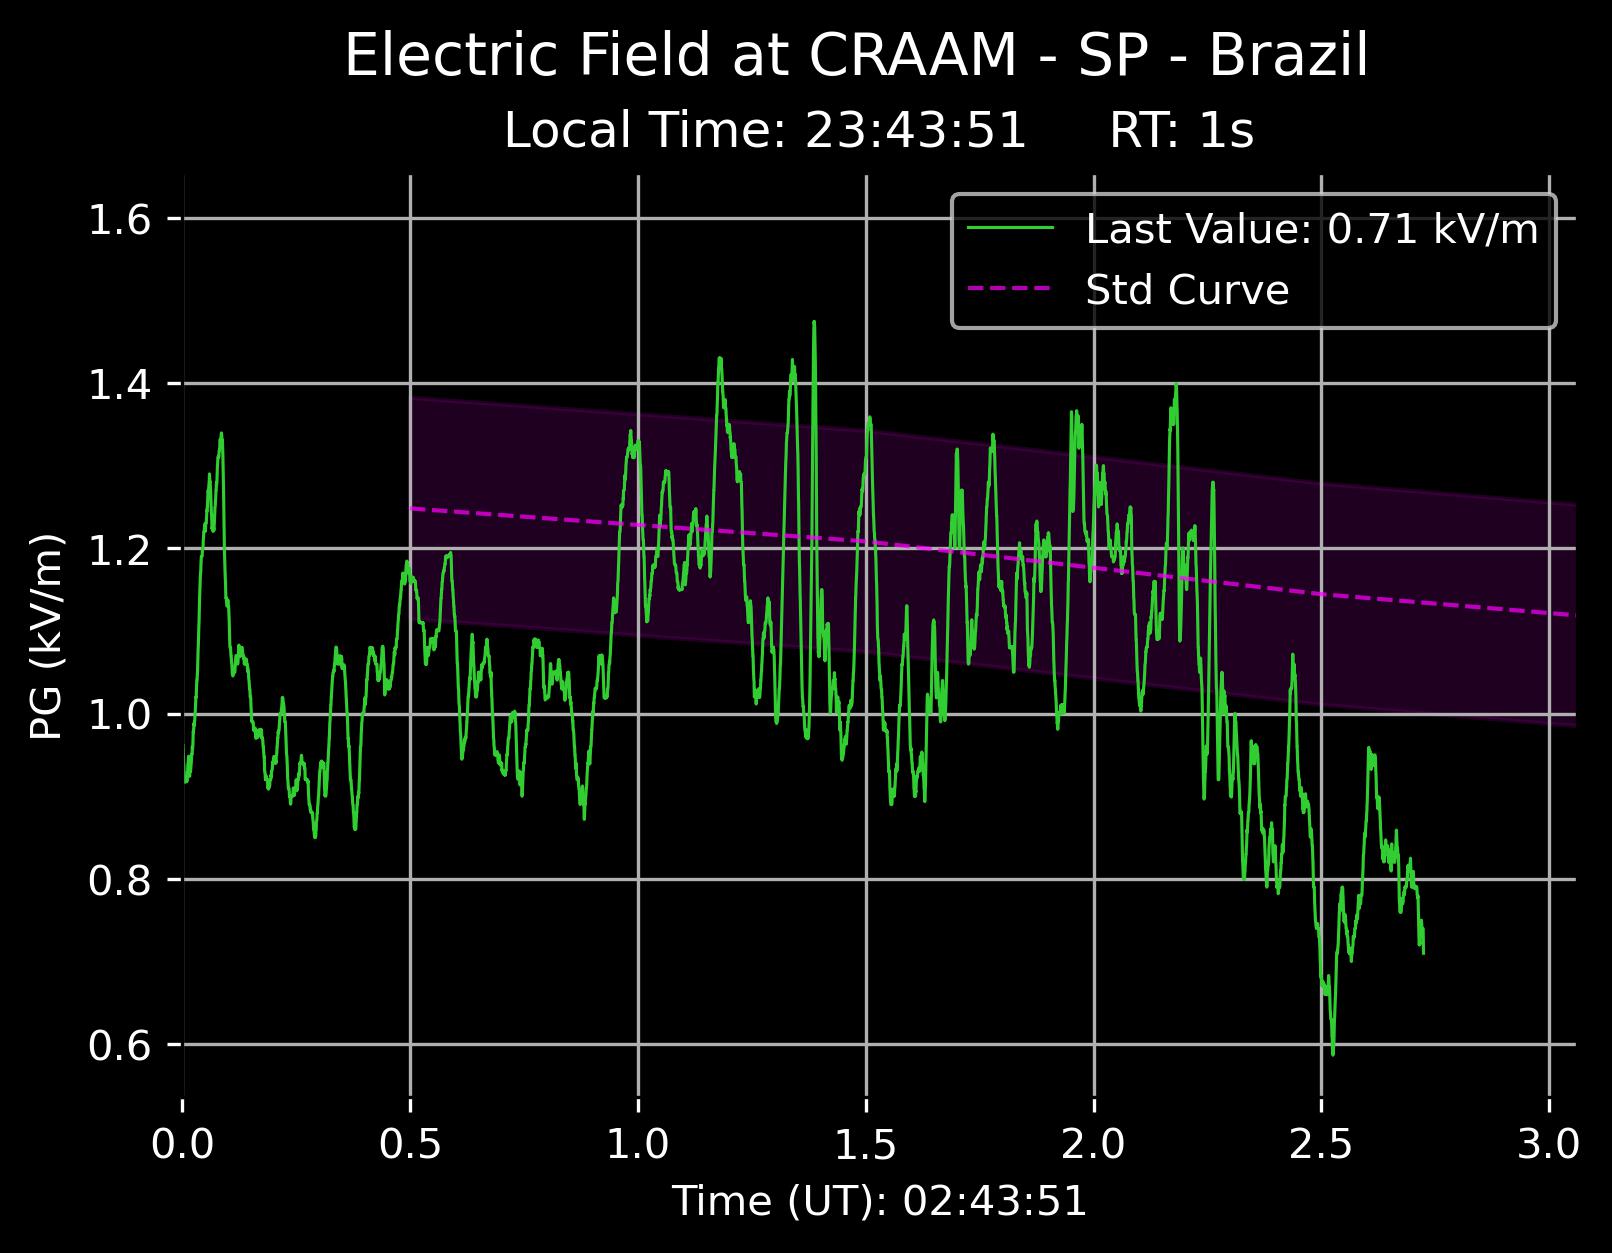 Electric Field at CRAAM - SP - Brazil
Local Time: 23:43:51 RT: 1s
Last Value: 0.71 kV/m
Std Curve
PG (kV/m)
1.6
1.4
1.2
1.0
0.8
0.6
0.0 0.5 1.0 1.5 2.0 2.5 3.0
Time (UT): 02:43:51